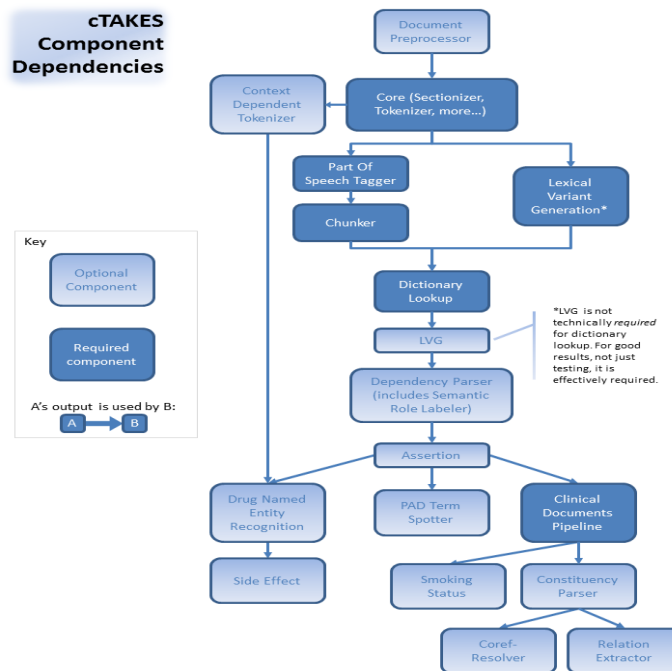 cTAKES
Component
Dependencies
Document
Preprocessor
Context
Dependent
Tokenizer
Core (Sectionizer,
Tokenizer, more...)
Part Of
Speech Tagger
Lexical
Variant
Generation*
Chunker
Key
Optional
Component
Required
component
A's output is used by B:
A
B
Dictionary
Lookup
LVG
*LVG is not
technically required
for dictionary
lookup. For good
results, not just
testing, it is
effectively required.
Dependency Parser
(includes Semantic
Role Labeler)
Assertion
Drug Named
Entity
Recognition
PAD Term
Spotter
Clinical
Documents
Pipeline
Side Effect
Smoking
Status
Constituency
Parser
Coref-
Resolver
Relation
Extractor